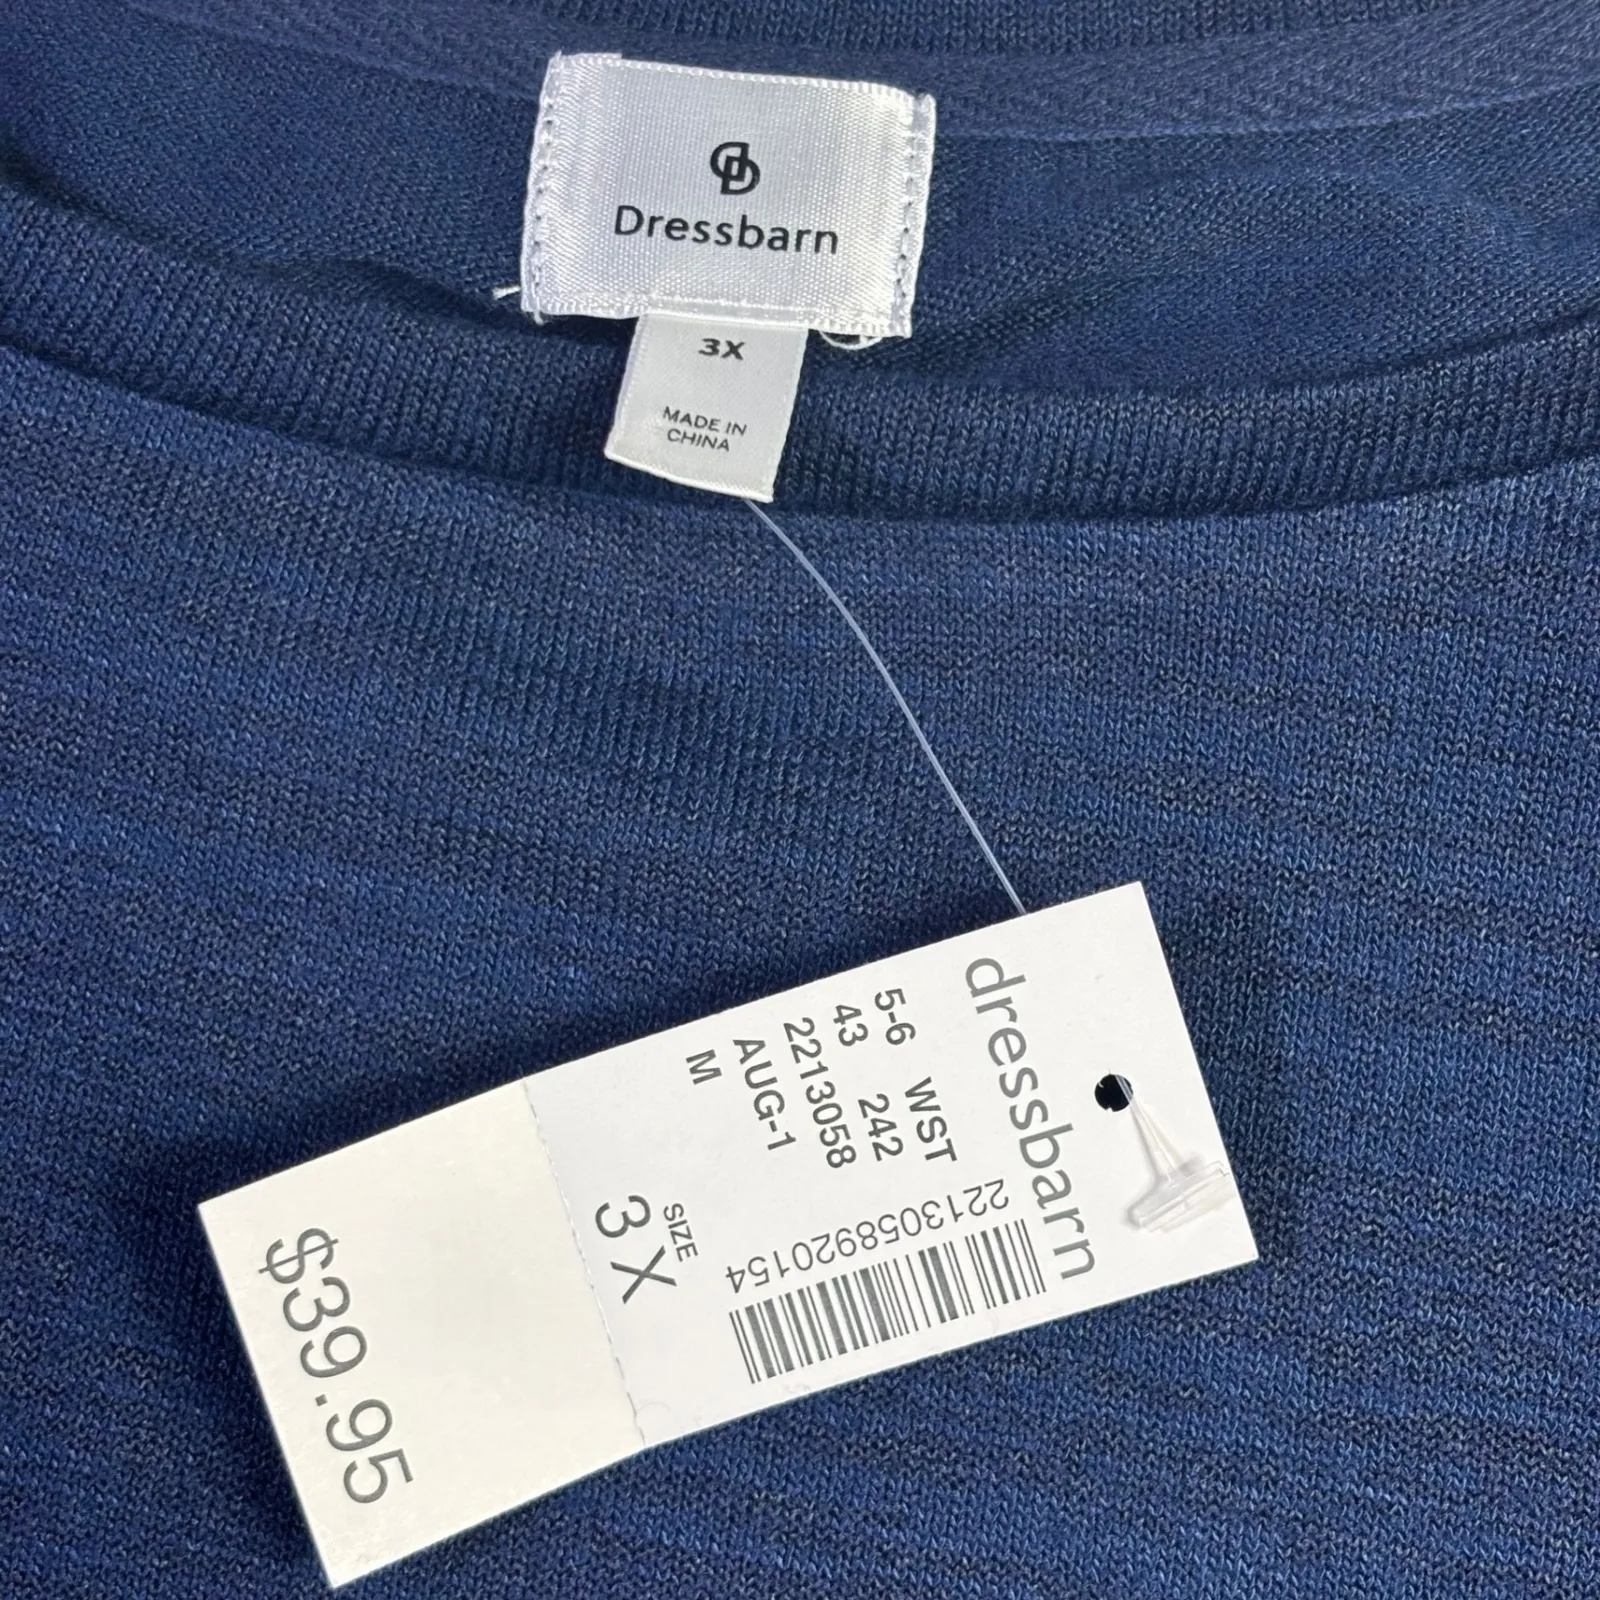 Dressbarn
3X
MADE IN
CHINA
dressbarn
5-6 WST
43 242
2213058
AUG-1
M
2213058920154
SIZE
3X
$39.95